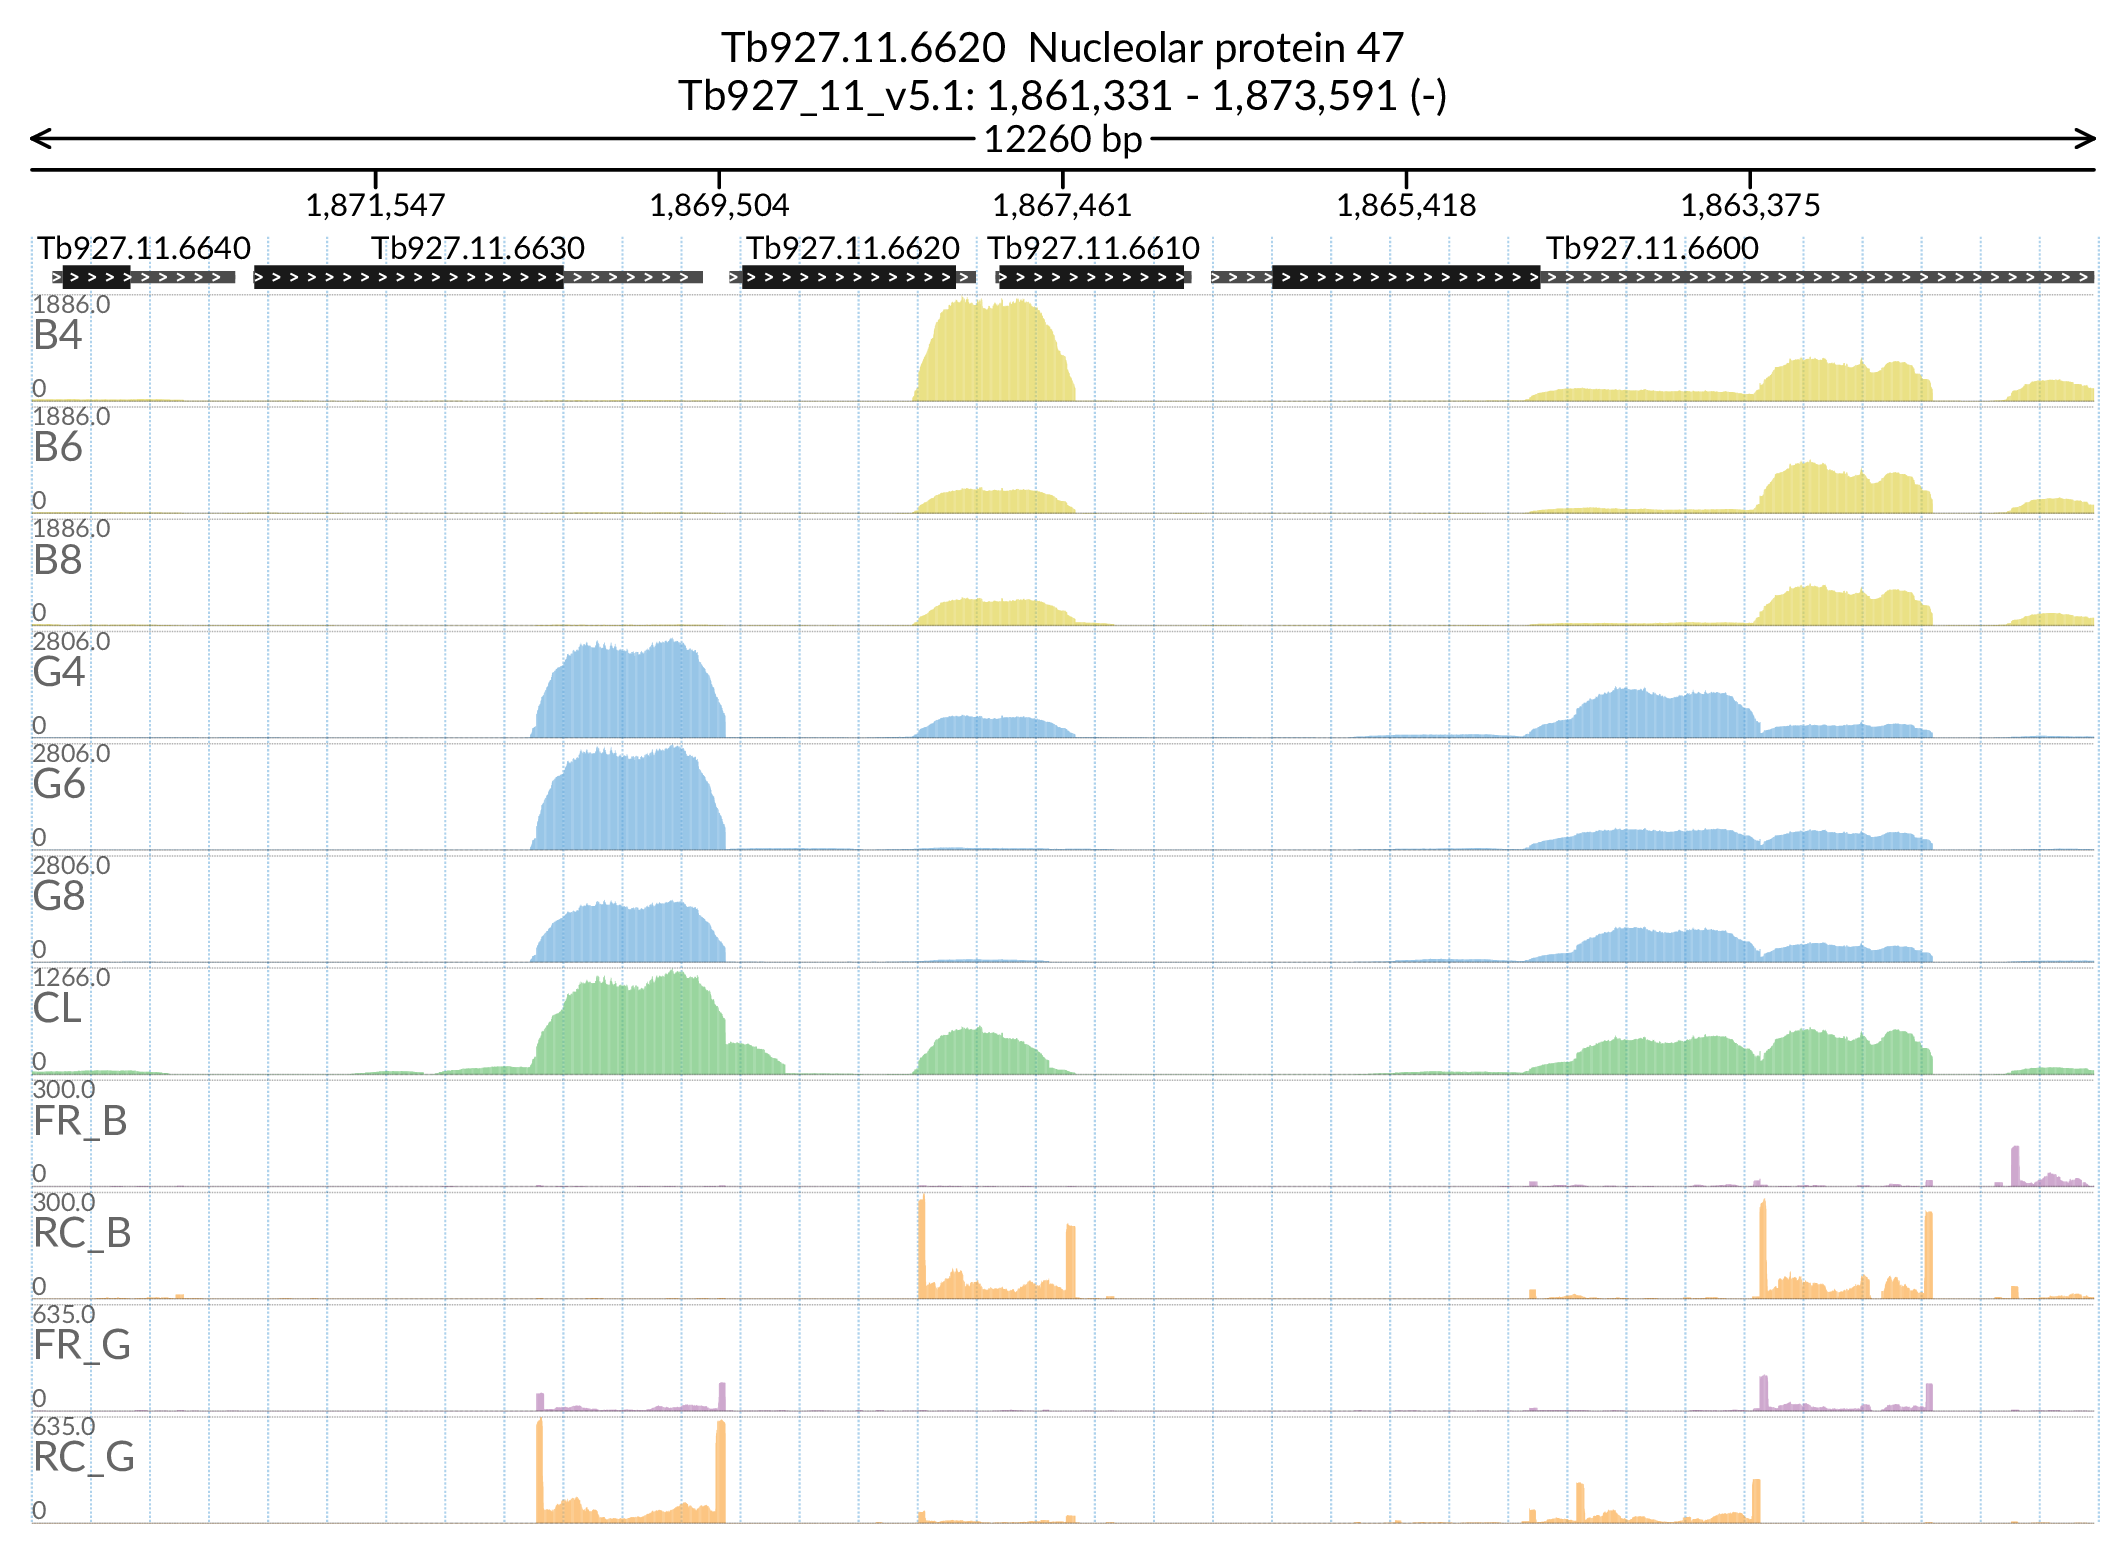 Tb927.11.6620  Nucleolar protein 47
Tb927_11_v5.1: 1,861,331 - 1,873,591 (-)
12260 bp
1,871,547 1,869,504 1,867,461 1,865,418 1,863,375
Tb927.11.6640 Tb927.11.6630 Tb927.11.6620 Tb927.11.6610 Tb927.11.6600
1886.0
B4
0
1886.0
B6
0
1886.0
B8
0
2806.0
G4
0
2806.0
G6
0
2806.0
G8
0
1266.0
CL
0
300.0
FR_B
0
300.0
RC_B
0
635.0
FR_G
0
635.0
RC_G
0